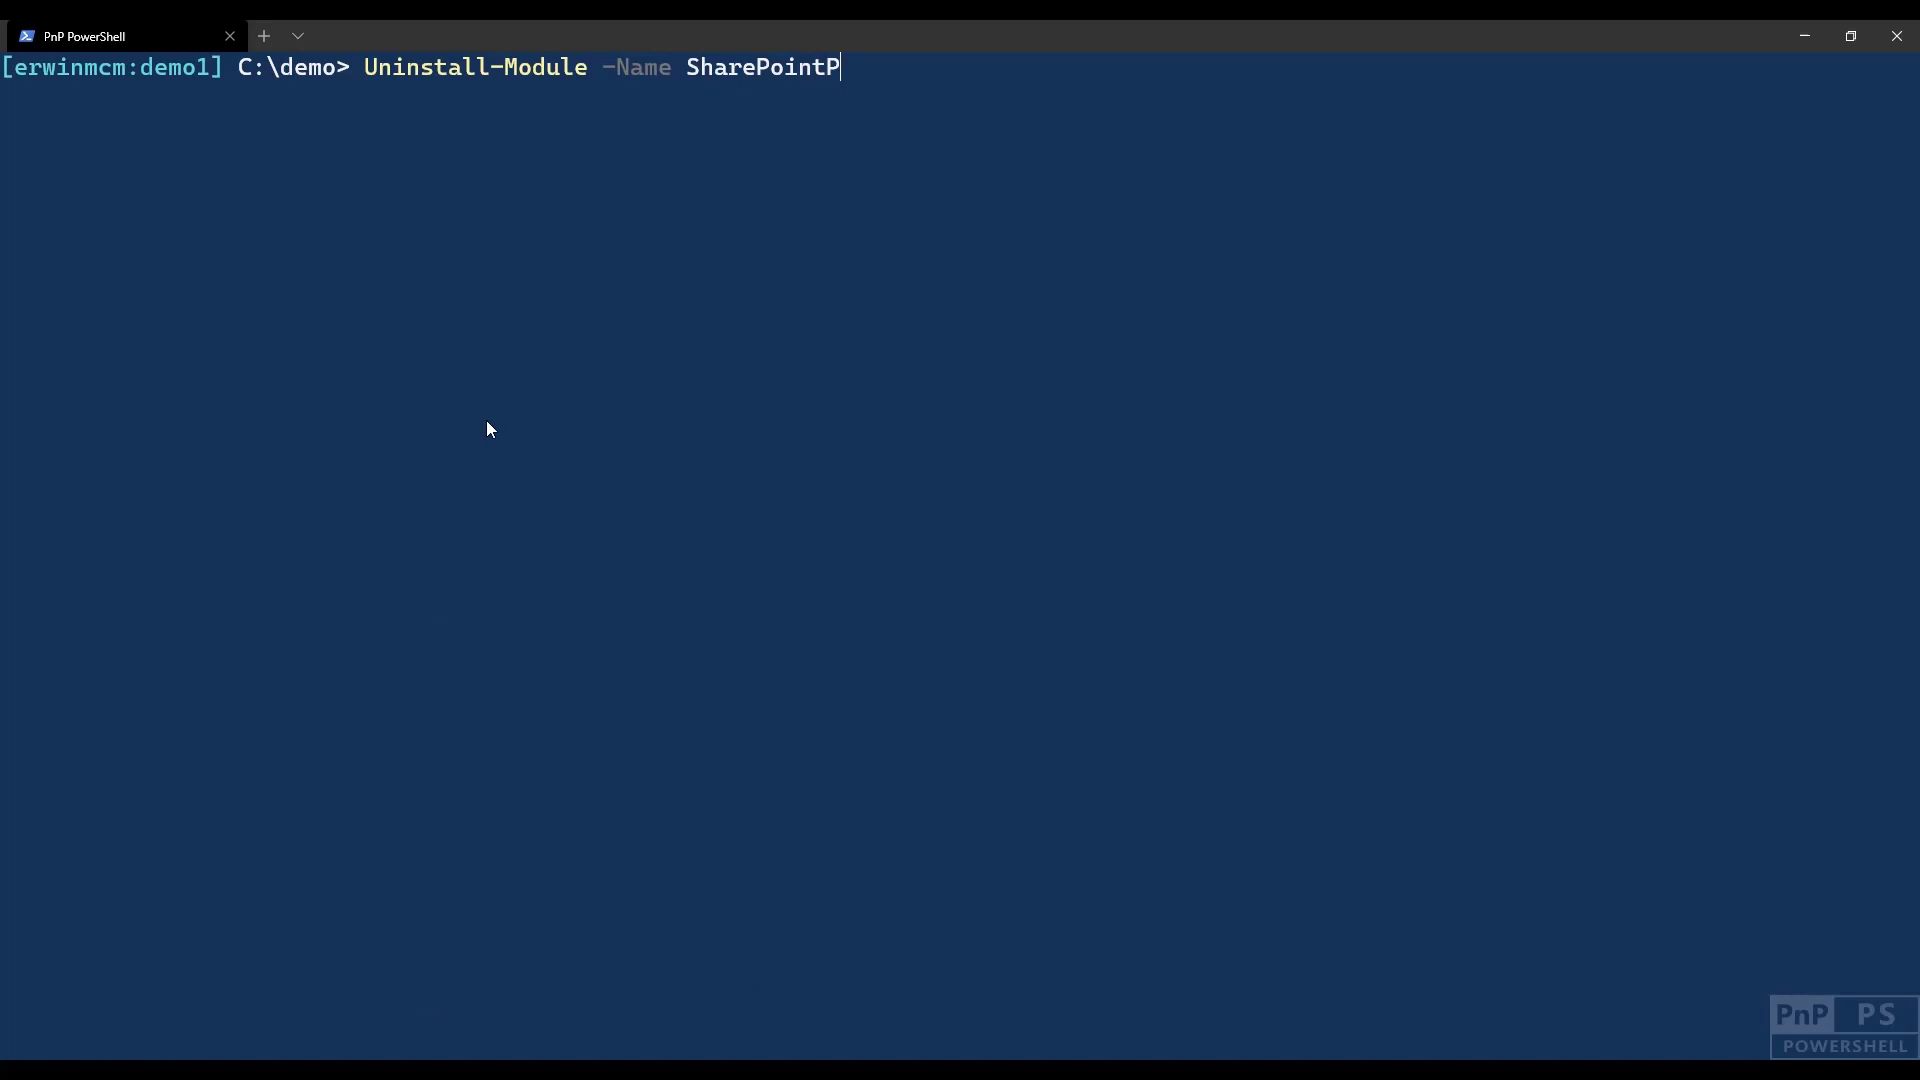 PnP PowerShell
[erwinmcm:demo1] C:\demo> Uninstall-Module -Name SharePointP
PnP PS
POWERSHELL